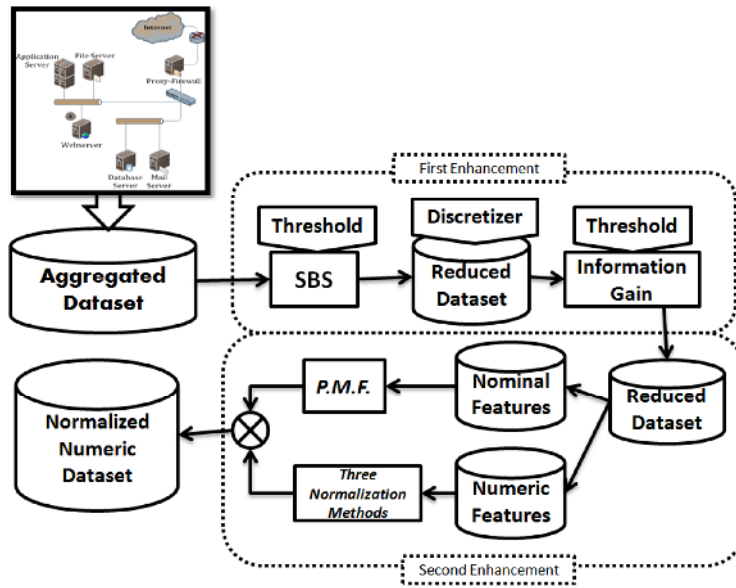 Internet
Application
Server
File Server
Proxy-Firewall
Webserver
Database
Server
Mail
Server
First Enhancement
Threshold
Discretizer
Threshold
Aggregated
Dataset
SBS
Reduced
Dataset
Information
Gain
Normalized
Numeric
Dataset
P.M.F.
Nominal
Features
Reduced
Dataset
Three
Normalization
Methods
Numeric
Features
Second Enhancement